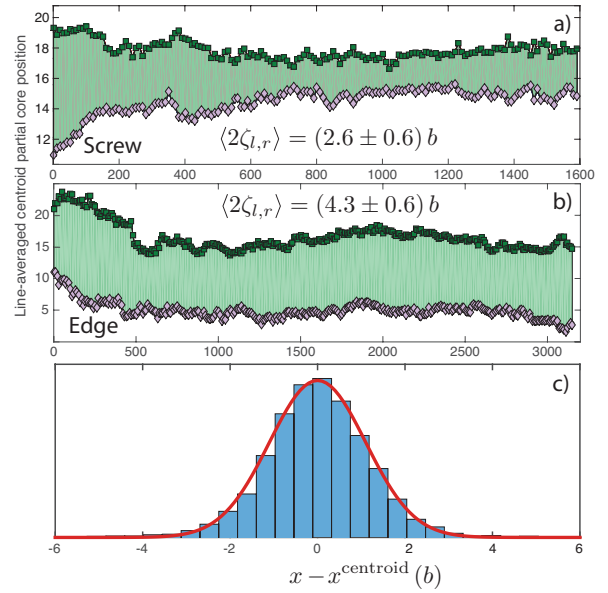 Line-averaged centroid partial core position
20
18
16
14
12
a)
Screw
⟨2ζ_{l,r}⟩ = (2.6 ± 0.6) b
0 200 400 600 800 1000 1200 1400 1600
20
15
10
5
b)
⟨2ζ_{l,r}⟩ = (4.3 ± 0.6) b
Edge
0 500 1000 1500 2000 2500 3000
c)
-6 -4 -2 0 2 4 6
x − x^{centroid} (b)